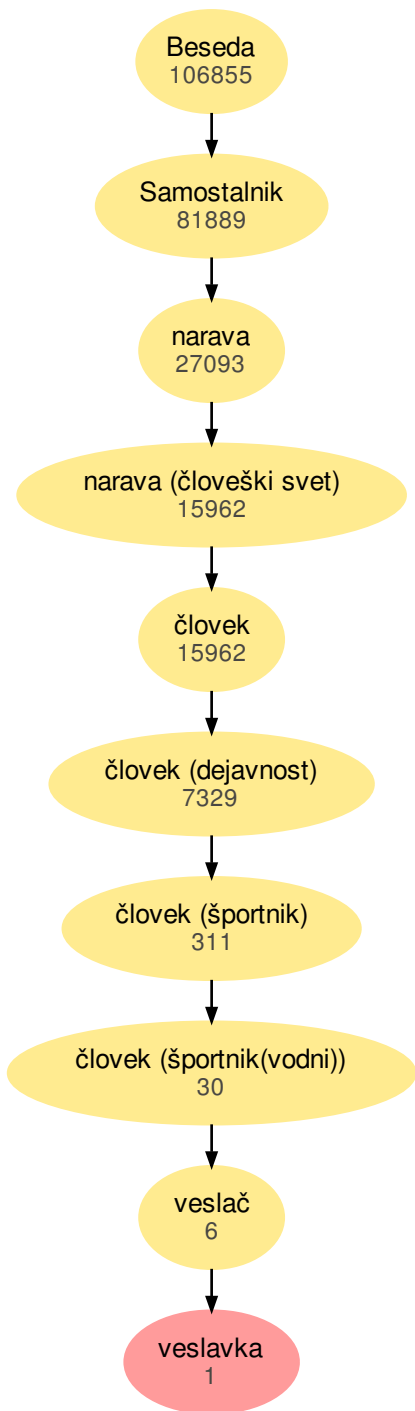 Beseda
106855
Samostalnik
81889
narava
27093
narava (človeški svet)
15962
človek
15962
človek (dejavnost)
7329
človek (športnik)
311
človek (športnik(vodni))
30
veslač
6
veslavka
1